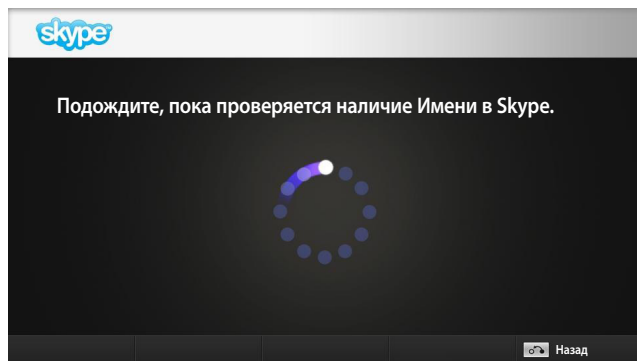 skype
Подождите, пока проверяется наличие Имени в Skype.
Назад